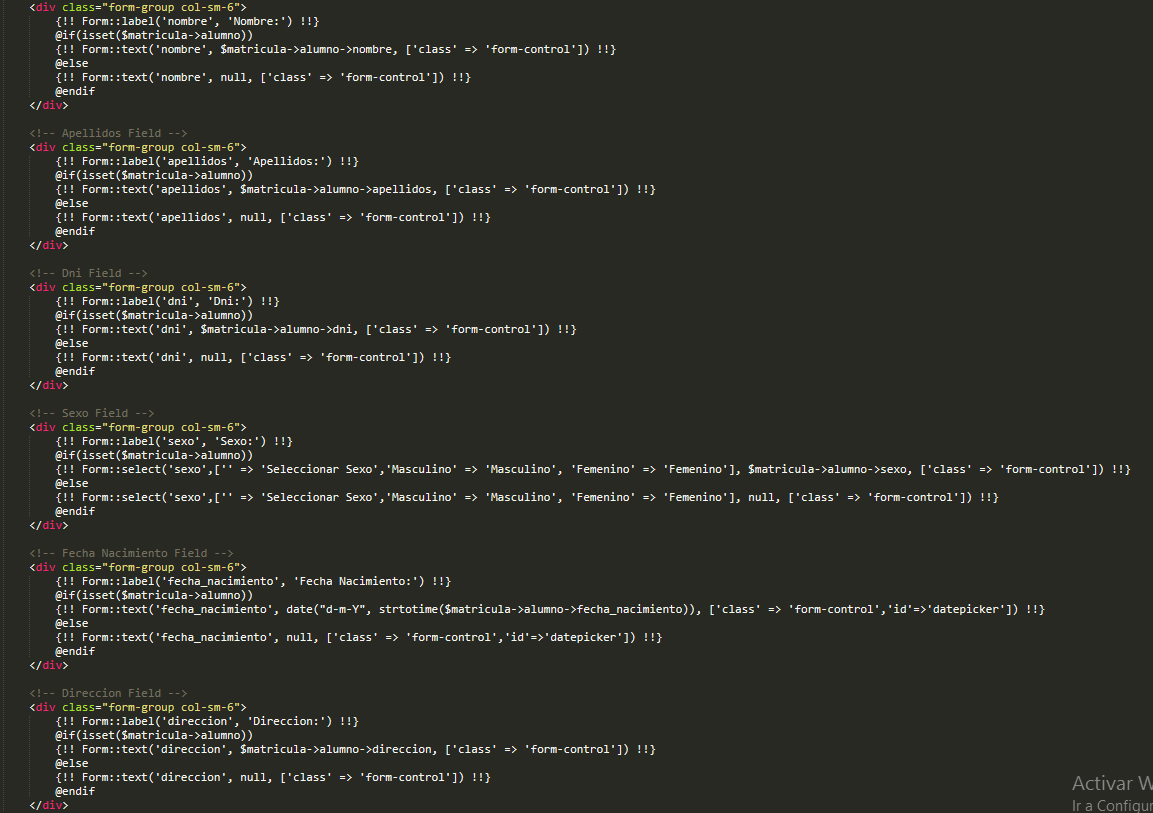 <div class="form-group col-sm-6">
    {!! Form::label('nombre', 'Nombre:') !!}
    @if(isset($matricula->alumno))
    {!! Form::text('nombre', $matricula->alumno->nombre, ['class' => 'form-control']) !!}
    @else
    {!! Form::text('nombre', null, ['class' => 'form-control']) !!}
    @endif
</div>

<!-- Apellidos Field -->
<div class="form-group col-sm-6">
    {!! Form::label('apellidos', 'Apellidos:') !!}
    @if(isset($matricula->alumno))
    {!! Form::text('apellidos', $matricula->alumno->apellidos, ['class' => 'form-control']) !!}
    @else
    {!! Form::text('apellidos', null, ['class' => 'form-control']) !!}
    @endif
</div>

<!-- Dni Field -->
<div class="form-group col-sm-6">
    {!! Form::label('dni', 'Dni:') !!}
    @if(isset($matricula->alumno))
    {!! Form::text('dni', $matricula->alumno->dni, ['class' => 'form-control']) !!}
    @else
    {!! Form::text('dni', null, ['class' => 'form-control']) !!}
    @endif
</div>

<!-- Sexo Field -->
<div class="form-group col-sm-6">
    {!! Form::label('sexo', 'Sexo:') !!}
    @if(isset($matricula->alumno))
    {!! Form::select('sexo',['' => 'Seleccionar Sexo','Masculino' => 'Masculino', 'Femenino' => 'Femenino'], $matricula->alumno->sexo, ['class' => 'form-control']) !!}
    @else
    {!! Form::select('sexo',['' => 'Seleccionar Sexo','Masculino' => 'Masculino', 'Femenino' => 'Femenino'], null, ['class' => 'form-control']) !!}
    @endif
</div>

<!-- Fecha Nacimiento Field -->
<div class="form-group col-sm-6">
    {!! Form::label('fecha_nacimiento', 'Fecha Nacimiento:') !!}
    @if(isset($matricula->alumno))
    {!! Form::text('fecha_nacimiento', date("d-m-Y", strtotime($matricula->alumno->fecha_nacimiento)), ['class' => 'form-control','id'=>'datepicker']) !!}
    @else
    {!! Form::text('fecha_nacimiento', null, ['class' => 'form-control','id'=>'datepicker']) !!}
    @endif
</div>

<!-- Direccion Field -->
<div class="form-group col-sm-6">
    {!! Form::label('direccion', 'Direccion:') !!}
    @if(isset($matricula->alumno))
    {!! Form::text('direccion', $matricula->alumno->direccion, ['class' => 'form-control']) !!}
    @else
    {!! Form::text('direccion', null, ['class' => 'form-control']) !!}
    @endif
</div>
Activar W
Ir a Configur